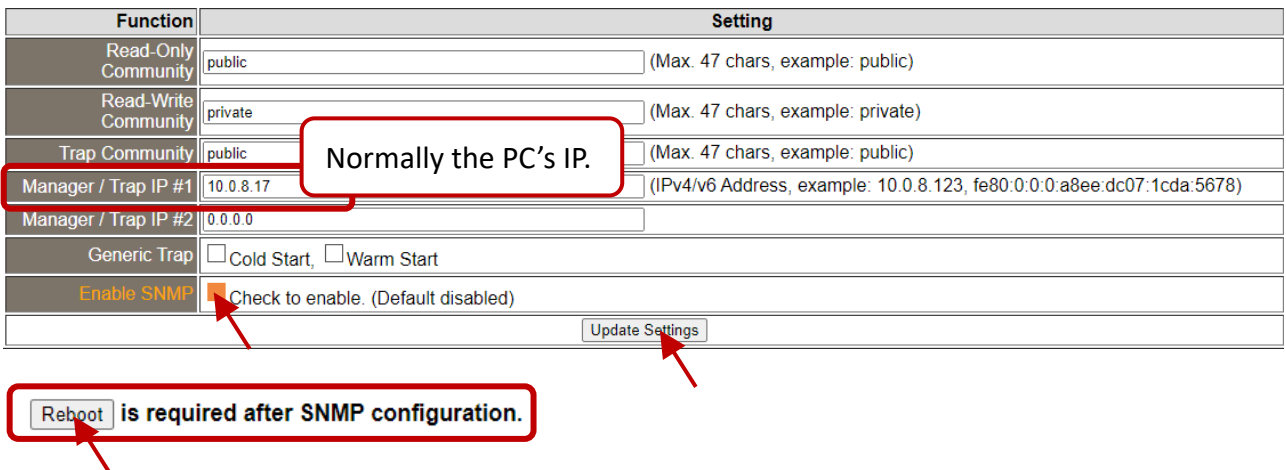 Function Setting
Read-Only
Community public (Max. 47 chars, example: public)
Read-Write
Community private (Max. 47 chars, example: private)
Trap Community public (Max. 47 chars, example: public)
Normally the PC's IP.
Manager / Trap IP #1 10.0.8.17 (IPv4/v6 Address, example: 10.0.8.123, fe80:0:0:0:a8ee:dc07:1cda:5678)
Manager / Trap IP #2 0.0.0.0
Generic Trap Cold Start, Warm Start
Enable SNMP Check to enable. (Default disabled)
Update Settings
Reboot is required after SNMP configuration.